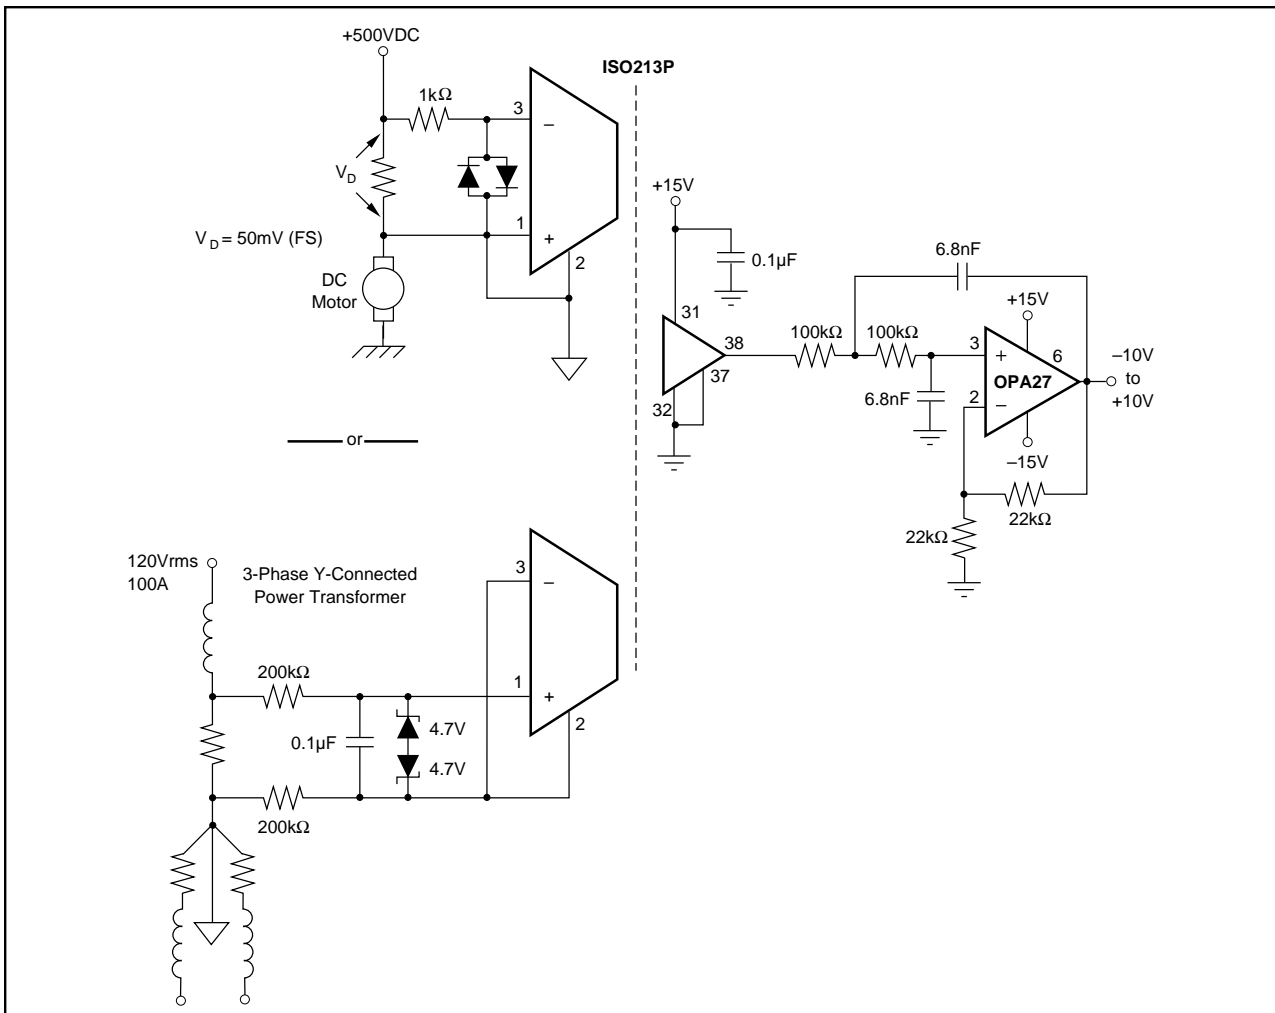 +500VDC
ISO213P
1kΩ
3
–
V_D
1
+
2
V_D = 50mV (FS)
DC
Motor
+15V
0.1µF
31
38
37
32
100kΩ
100kΩ
6.8nF
6.8nF
+15V
3
+
6
OPA27
2
–
–15V
–10V
to
+10V
22kΩ
22kΩ
or
120Vrms
100A
3-Phase Y-Connected
Power Transformer
3
–
200kΩ
1
+
2
0.1µF
4.7V
4.7V
200kΩ